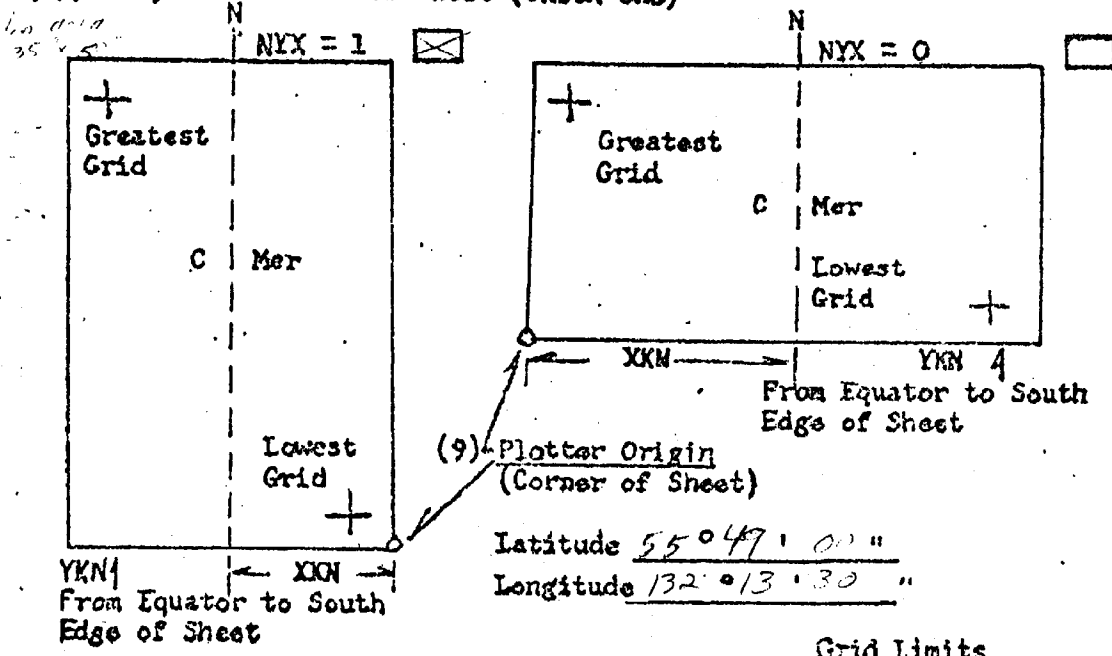 N
NYX = 1
Greatest
Grid
C Mer
Lowest
Grid
YKN
XKN
From Equator to South
Edge of Sheet
N
NYX = 0
Greatest
Grid
C Mer
Lowest
Grid
XKN
YKN
From Equator to South
Edge of Sheet
(9) Plotter Origin
(Corner of Sheet)
Latitude 55° 49' 00"
Longitude 132° 13' 30"
Grid Limits